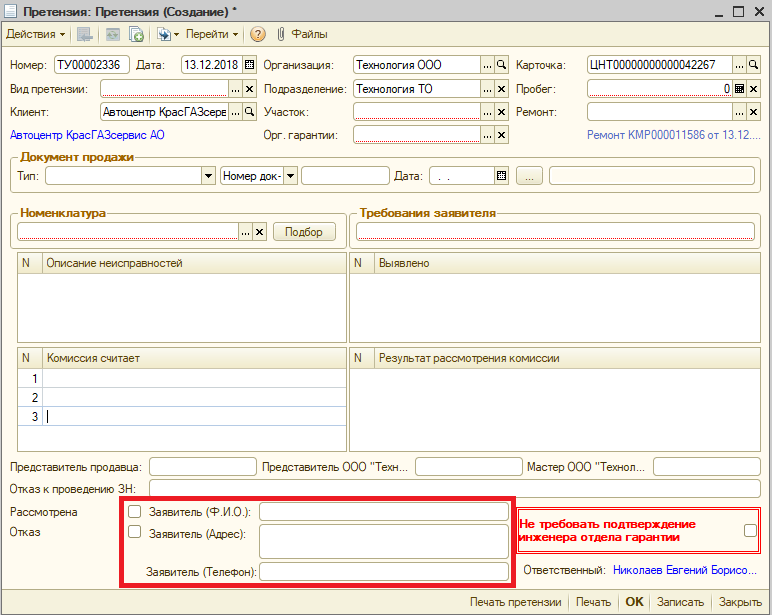 Претензия: Претензия (Создание) *
Действия Перейти ? Файлы
Номер: ТУ00002336 Дата: 13.12.2018 Организация: Технология ООО ... Карточка: ЦНТ00000000000042267 ...
Вид претензии: ... Подразделение: Технология ТО ... Пробег: 0
Клиент: Автоцентр КрасГАЗсерв ... Участок: ... Ремонт: ...
Автоцентр КрасГАЗсервис АО Орг. гарантии: ... Ремонт КМР000011586 от 13.12....
Документ продажи
Тип: Номер док- Дата: . . ...
Номенклатура Требования заявителя
... Подбор
N Описание неисправностей N Выявлено
N Комиссия считает N Результат рассмотрения комиссии
1
2
3
Представитель продавца: Представитель ООО "Техн... Мастер ООО "Технол...
Отказ к проведению ЗН:
Рассмотрена Заявитель (Ф.И.О.):
Не требовать подтверждение
Отказ Заявитель (Адрес):
инженера отдела гарантии
Заявитель (Телефон): Ответственный: Николаев Евгений Борисо...
Печать претензии Печать OK Записать Закрыть